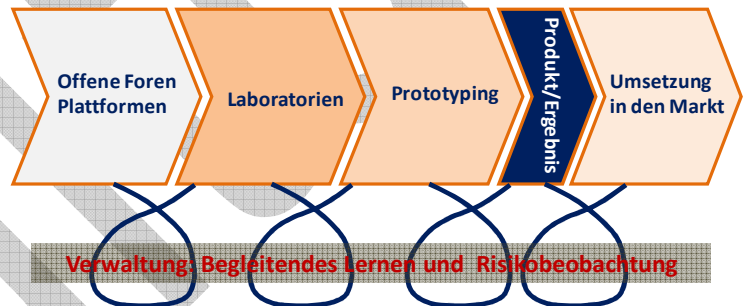 Offene Foren
Plattformen
Laboratorien
Prototyping
Produkt/Ergebnis
Umsetzung
in den Markt
Verwaltung: Begleitendes Lernen und Risikobeobachtung